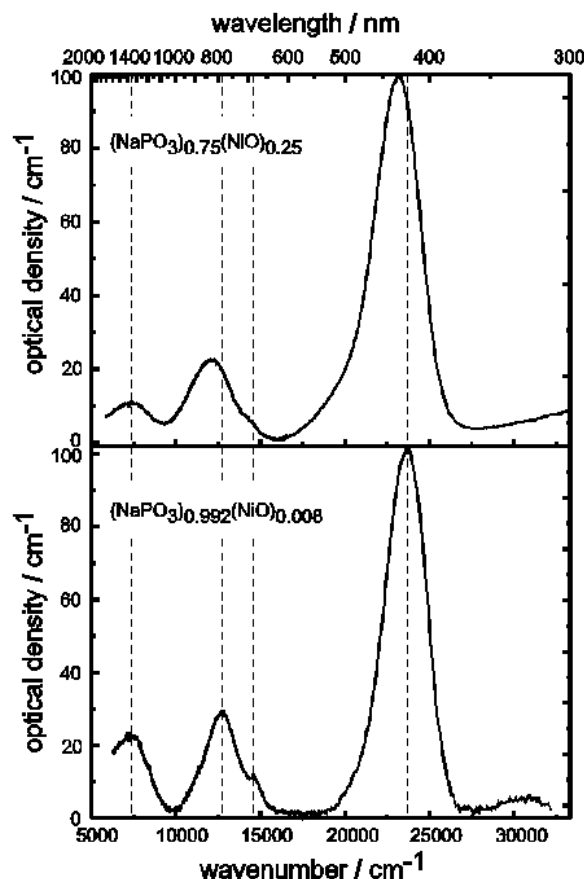 wavelength / nm
2000 1400 1000 800 600 500 400 300
100
80
60
40
20
0
optical density / cm-1
(NaPO3)0.75(NiO)0.25
100
80
60
40
20
0
optical density / cm-1
(NaPO3)0.992(NiO)0.008
5000 10000 15000 20000 25000 30000
wavenumber / cm-1